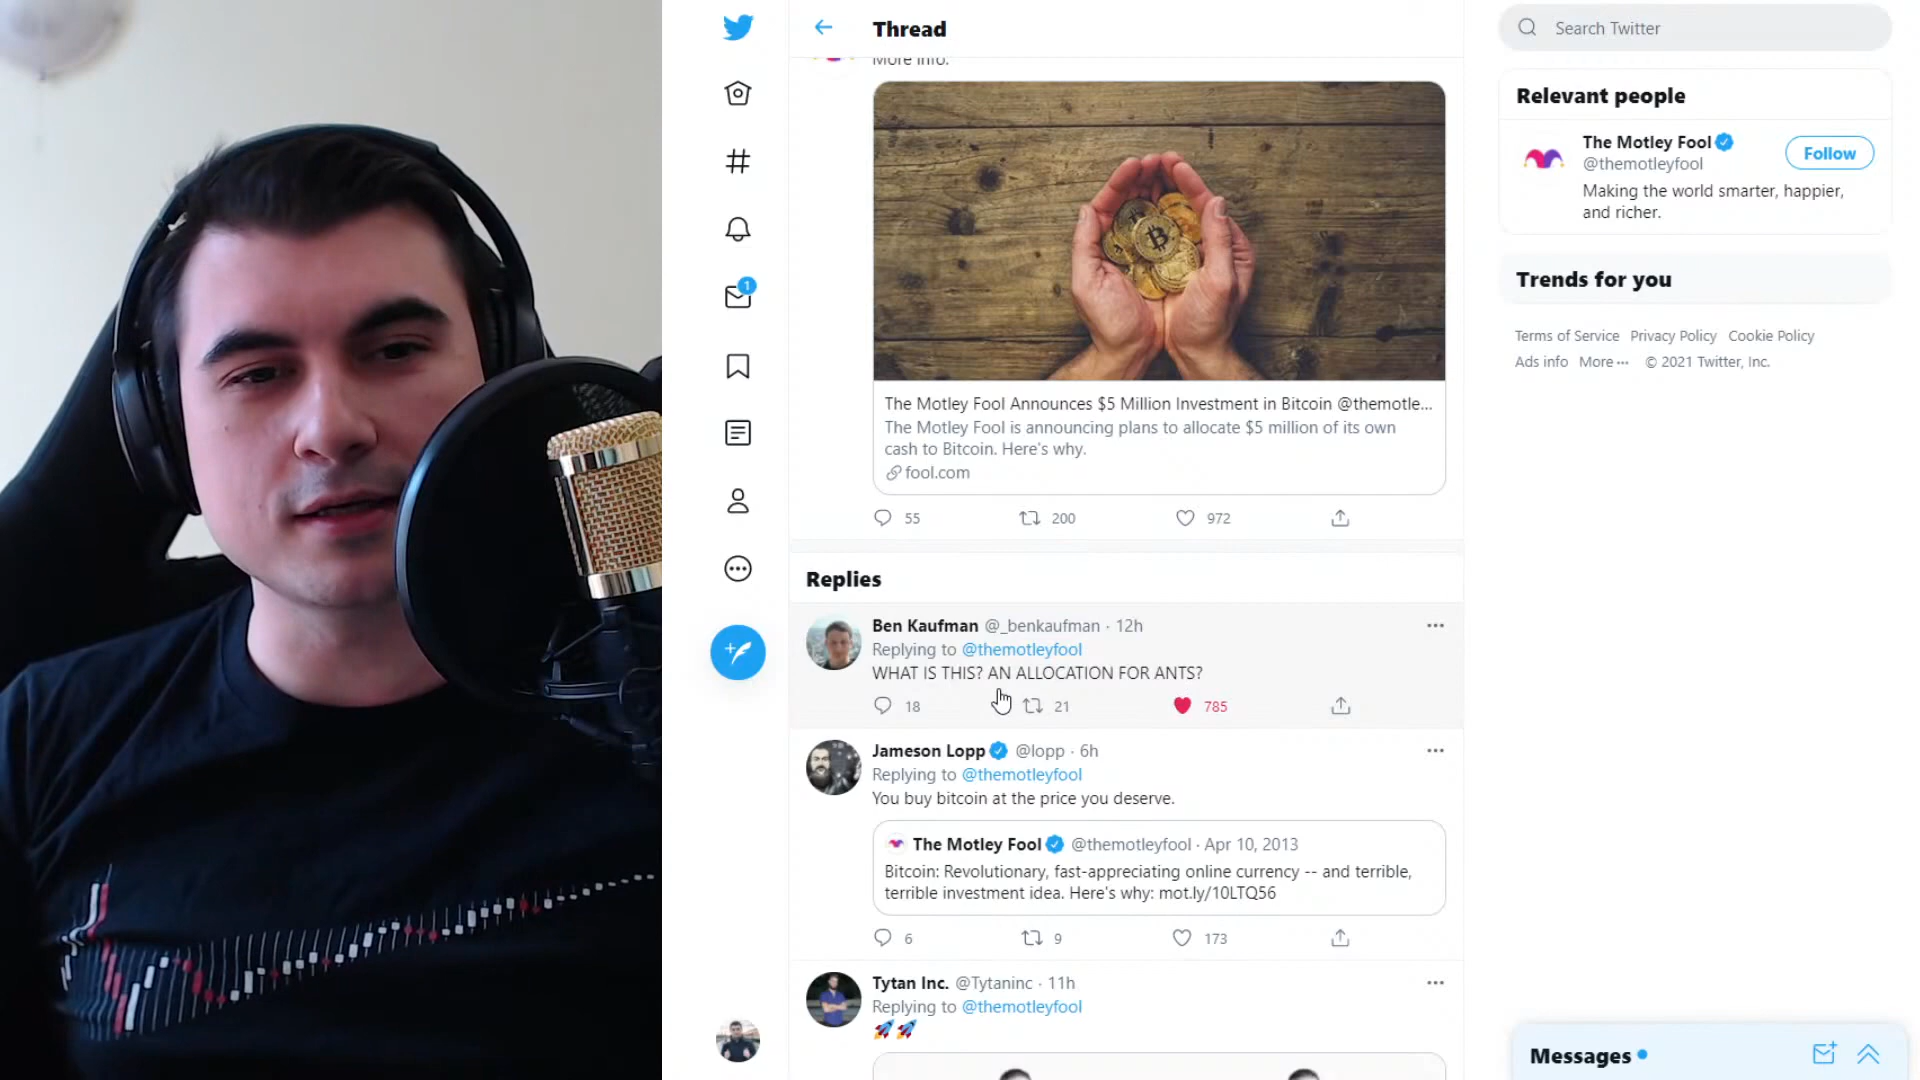 Thread
Search Twitter
More info.
Relevant people
The Motley Fool
@themotleyfool
Follow
Making the world smarter, happier,
and richer.
Trends for you
Terms of Service Privacy Policy Cookie Policy
Ads info More ··· © 2021 Twitter, Inc.
1
The Motley Fool Announces $5 Million Investment in Bitcoin @themotle...
The Motley Fool is announcing plans to allocate $5 million of its own
cash to Bitcoin. Here's why.
fool.com
55 200 972
Replies
Ben Kaufman @_benkaufman · 12h
Replying to @themotleyfool
WHAT IS THIS? AN ALLOCATION FOR ANTS?
18 21 785
Jameson Lopp @lopp · 6h
Replying to @themotleyfool
You buy bitcoin at the price you deserve.
The Motley Fool @themotleyfool · Apr 10, 2013
Bitcoin: Revolutionary, fast-appreciating online currency -- and terrible,
terrible investment idea. Here's why: mot.ly/10LTQ56
6 9 173
Tytan Inc. @Tytaninc · 11h
Replying to @themotleyfool
🚀🚀
Messages